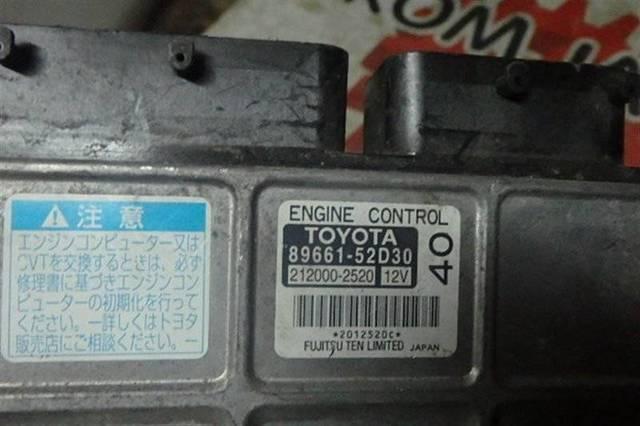 ROM JA
⚠注意
エンジンコンピューター又は
CVTを交換するときは、必ず
修理書に基づきエンジンコン
ピューターの初期化を行って
ください。ー詳しくはトヨタ
販売店にご相談ください。ー
ENGINE CONTROL
TOYOTA
89661-52D30
212000-2520 12V
40
*2012520C*
FUJITSU TEN LIMITED JAPAN